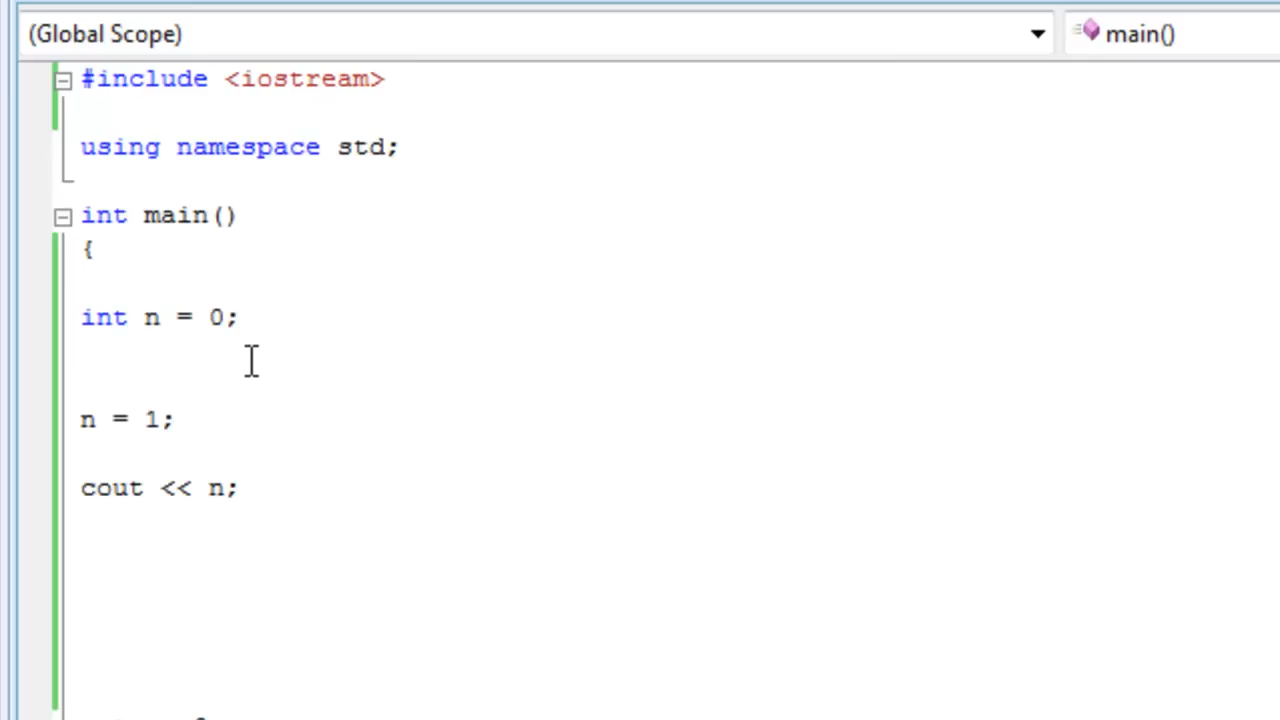 (Global Scope)
main()
#include <iostream>
using namespace std;
int main()
{
int n = 0;
n = 1;
cout << n;